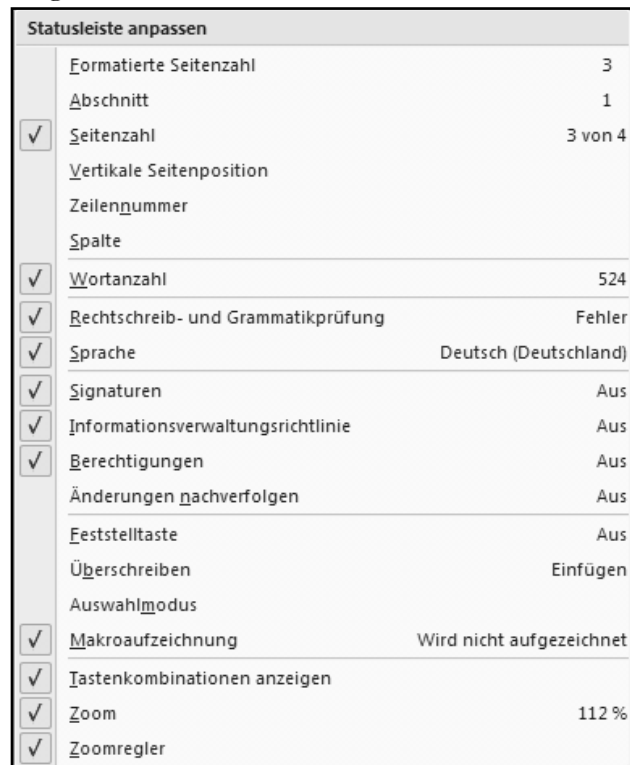 Statusleiste anpassen
Formatierte Seitenzahl 3
Abschnitt 1
Seitenzahl 3 von 4
Vertikale Seitenposition
Zeilennummer
Spalte
Wortanzahl 524
Rechtschreib- und Grammatikprüfung Fehler
Sprache Deutsch (Deutschland)
Signaturen Aus
Informationsverwaltungsrichtlinie Aus
Berechtigungen Aus
Änderungen nachverfolgen Aus
Feststelltaste Aus
Überschreiben Einfügen
Auswahlmodus
Makroaufzeichnung Wird nicht aufgezeichnet
Tastenkombinationen anzeigen
Zoom 112 %
Zoomregler